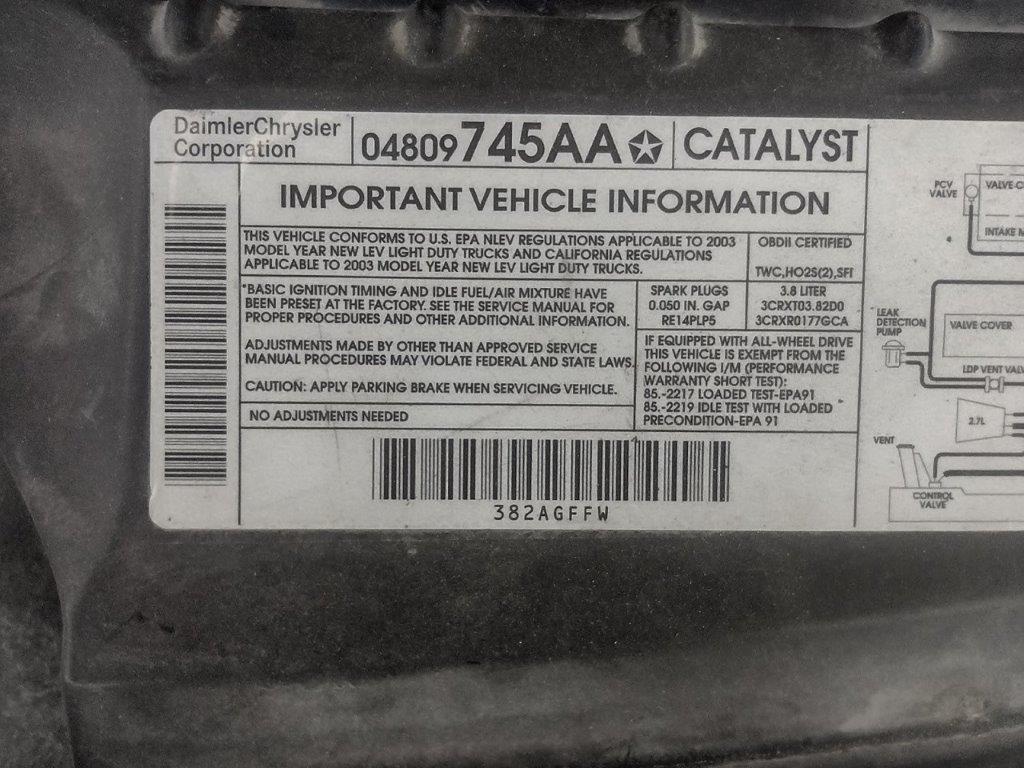 DaimlerChrysler
Corporation
04809745AA
CATALYST
IMPORTANT VEHICLE INFORMATION
THIS VEHICLE CONFORMS TO U.S. EPA NLEV REGULATIONS APPLICABLE TO 2003
MODEL YEAR NEW LEV LIGHT DUTY TRUCKS AND CALIFORNIA REGULATIONS
APPLICABLE TO 2003 MODEL YEAR NEW LEV LIGHT DUTY TRUCKS.
OBDII CERTIFIED
TWC,HO2S(2),SFI
*BASIC IGNITION TIMING AND IDLE FUEL/AIR MIXTURE HAVE
BEEN PRESET AT THE FACTORY. SEE THE SERVICE MANUAL FOR
PROPER PROCEDURES AND OTHER ADDITIONAL INFORMATION.
ADJUSTMENTS MADE BY OTHER THAN APPROVED SERVICE
MANUAL PROCEDURES MAY VIOLATE FEDERAL AND STATE LAWS.
CAUTION: APPLY PARKING BRAKE WHEN SERVICING VEHICLE.
NO ADJUSTMENTS NEEDED
SPARK PLUGS
0.050 IN. GAP
RE14PLP5
3.8 LITER
3CRXT03.82D0
3CRXR0177GCA
IF EQUIPPED WITH ALL-WHEEL DRIVE
THIS VEHICLE IS EXEMPT FROM THE
FOLLOWING I/M (PERFORMANCE
WARRANTY SHORT TEST):
85.-2217 LOADED TEST-EPA91
85.-2219 IDLE TEST WITH LOADED
PRECONDITION-EPA 91
382AGFFW
PCV
VALVE
VALVE C
INTAKE M
LEAK
DETECTION
PUMP
VALVE COVER
LDP VENT VALV
2.7L
VENT
CONTROL
VALVE